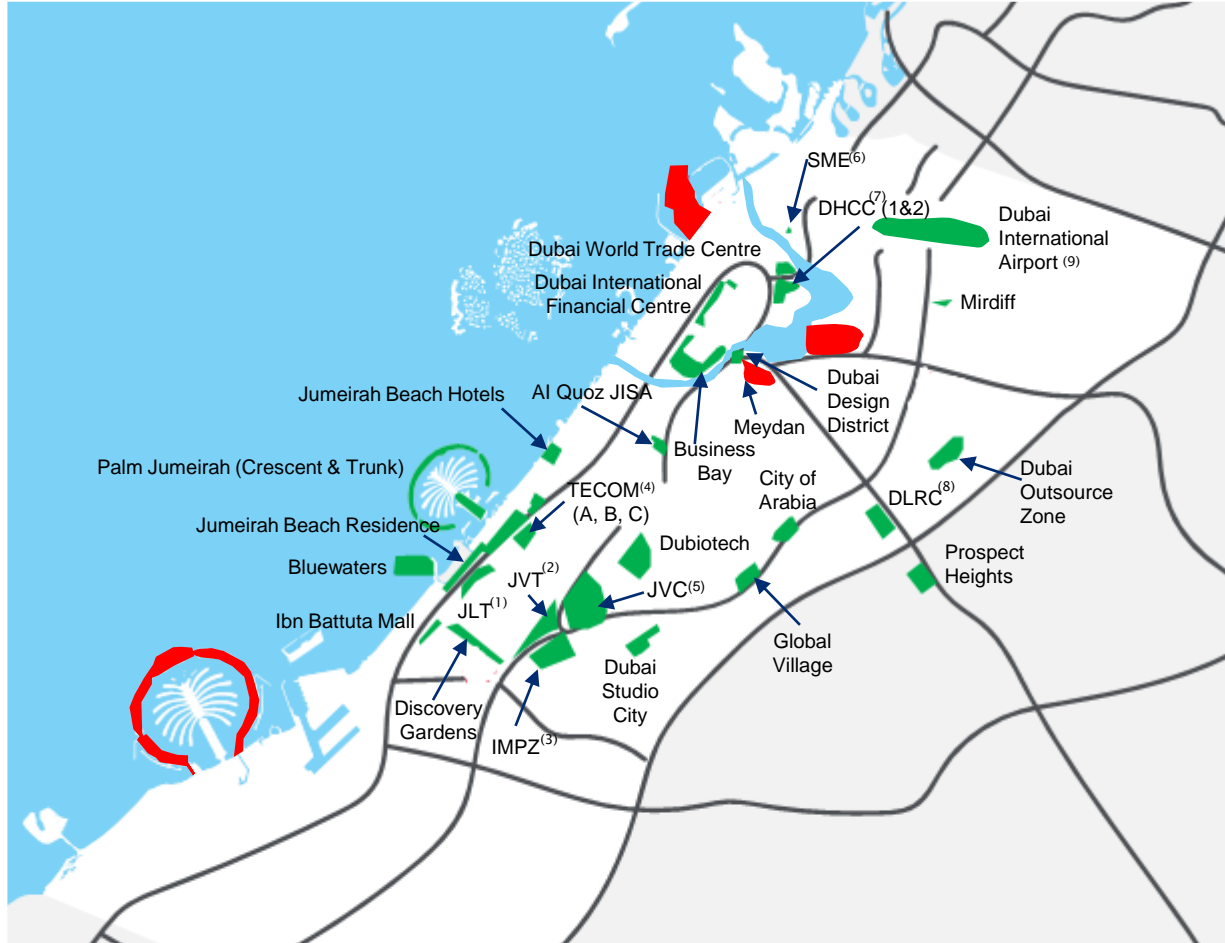 SME(6)
DHCC(7) (1&2)
Dubai
International
Airport (9)
Dubai World Trade Centre
Dubai International
Financial Centre
Mirdiff
Jumeirah Beach Hotels
AI Quoz JISA
Dubai
Design
District
Meydan
Business
Bay
Palm Jumeirah (Crescent & Trunk)
TECOM(4)
(A, B, C)
City of
Arabia
DLRC(8)
Dubai
Outsource
Zone
Jumeirah Beach Residence
Dubiotech
Bluewaters
JVT(2)
Prospect
Heights
JVC(5)
JLT(1)
Ibn Battuta Mall
Global
Village
Dubai
Studio
City
Discovery
Gardens
IMPZ(3)